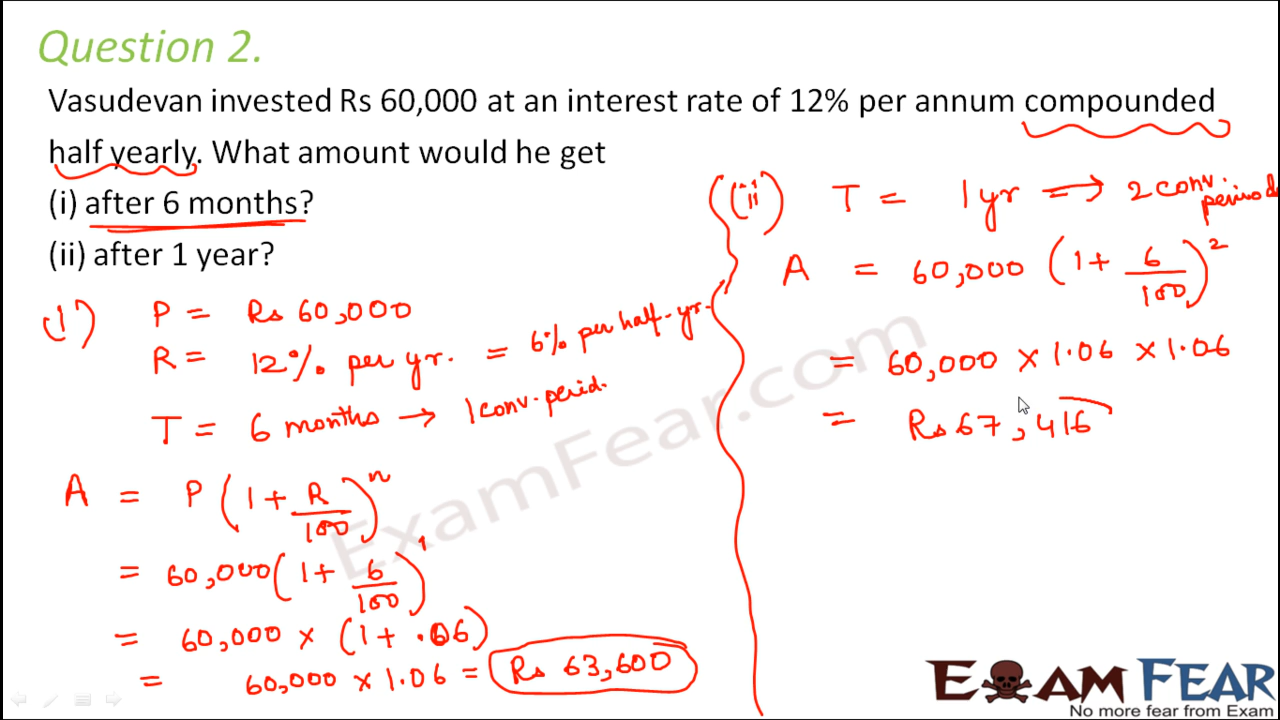 Question 2.
Vasudevan invested Rs 60,000 at an interest rate of 12% per annum compounded
half yearly. What amount would he get
(i) after 6 months?
(ii) after 1 year?
(i) P = Rs 60,000
R = 12% per yr. = 6% per half-yr.
T = 6 months → 1 conv. period.
A = P (1 + R/100)^n
= 60,000 (1 + 6/100)^1
= 60,000 × (1 + .06)
= 60,000 × 1.06 = Rs 63,600
(ii) T = 1 yr → 2 conv. periods
A = 60,000 (1 + 6/100)^2
= 60,000 × 1.06 × 1.06
= Rs 67,416
ExamFear.com
EXAM FEAR
No more fear from Exam